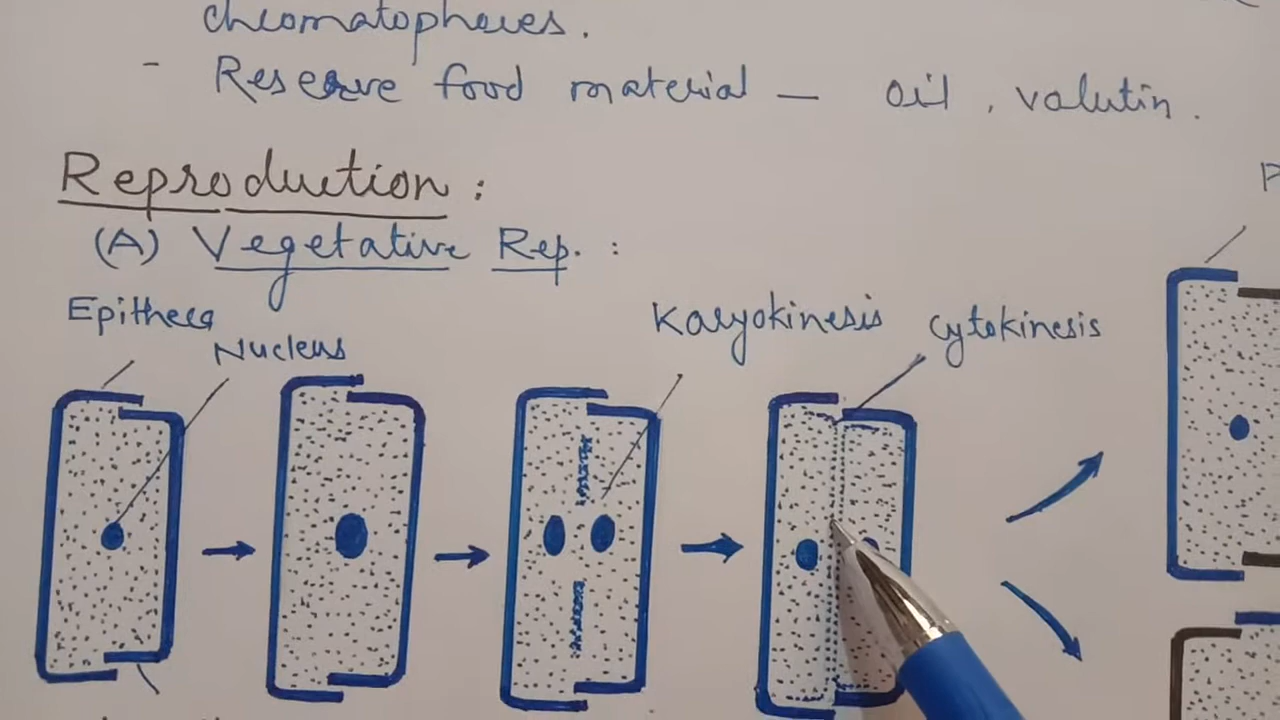 chromatophores.
- Reserve food material — oil, valutin.
Reproduction :
(A) Vegetative Rep. :
Epitheca
Nucleus
Karyokinesis
cytokinesis
P